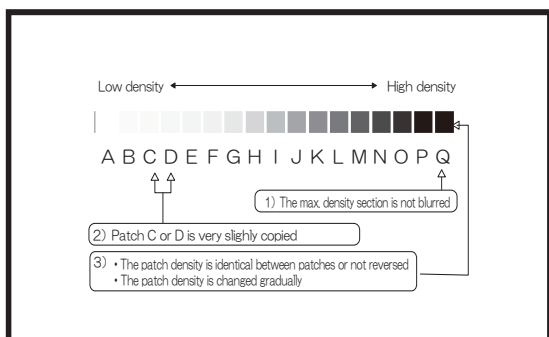 Low density High density
A B C D E F G H I J K L M N O P Q
1) The max. density section is not blurred
2) Patch C or D is very slighly copied
3) • The patch density is identical between patches or not reversed
• The patch density is changed gradually